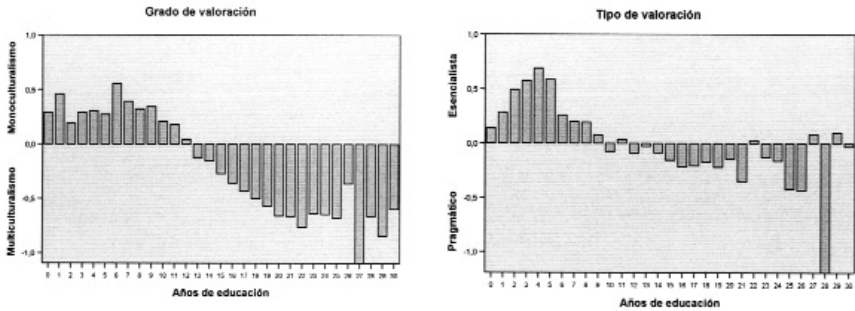 Grado de valoración
Monoculturalismo
Multiculturalismo
1,0
0,5
0,0
-0,5
-1,0
0 1 2 3 4 5 6 7 8 9 10 11 12 13 14 15 16 17 18 19 20 21 22 23 24 25 26 27 28 29 30
Años de educación
Tipo de valoración
Esencialista
Pragmático
1,0
0,5
0,0
-0,5
-1,0
0 1 2 3 4 5 6 7 8 9 10 11 12 13 14 15 16 17 18 19 20 21 22 23 24 25 26 27 28 29 30
Años de educación